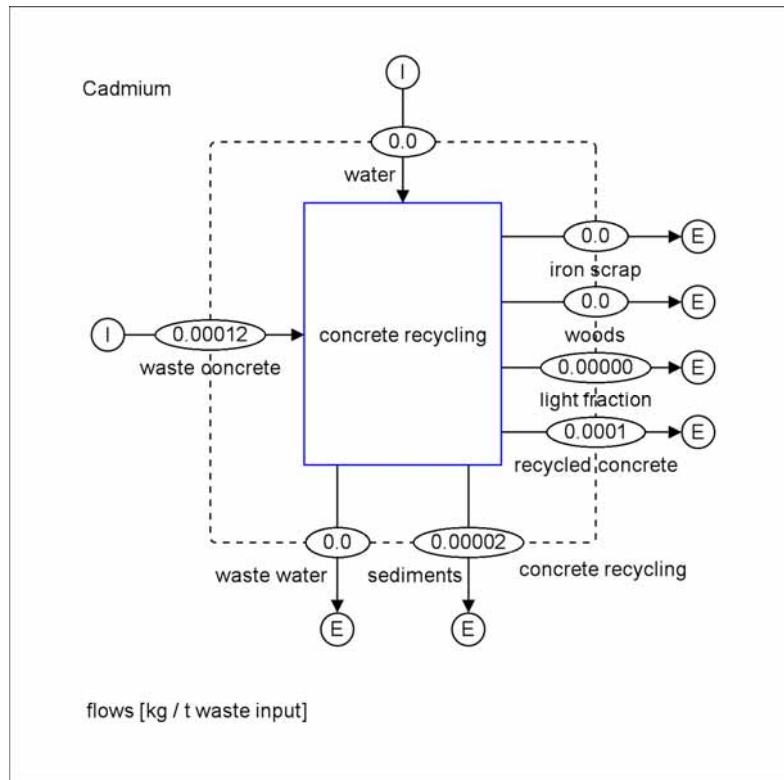 Cadmium
I
0.0
water
0.0
E
iron scrap
0.0
E
woods
I
0.00012
waste concrete
concrete recycling
0.00000
E
light fraction
0.0001
E
recycled concrete
0.0
waste water
0.00002
sediments
concrete recycling
E
E
flows [kg / t waste input]